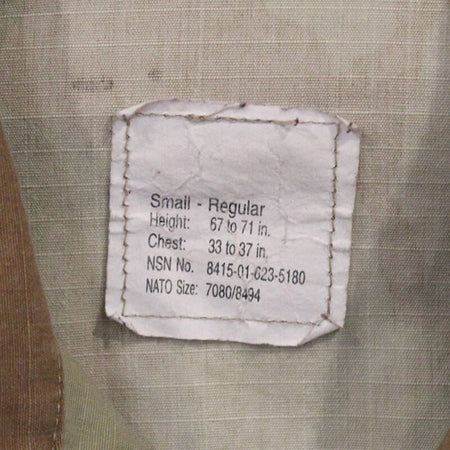 Small - Regular
Height: 67 to 71 in.
Chest: 33 to 37 in.
NSN No. 8415-01-623-5180
NATO Size: 7080/8494